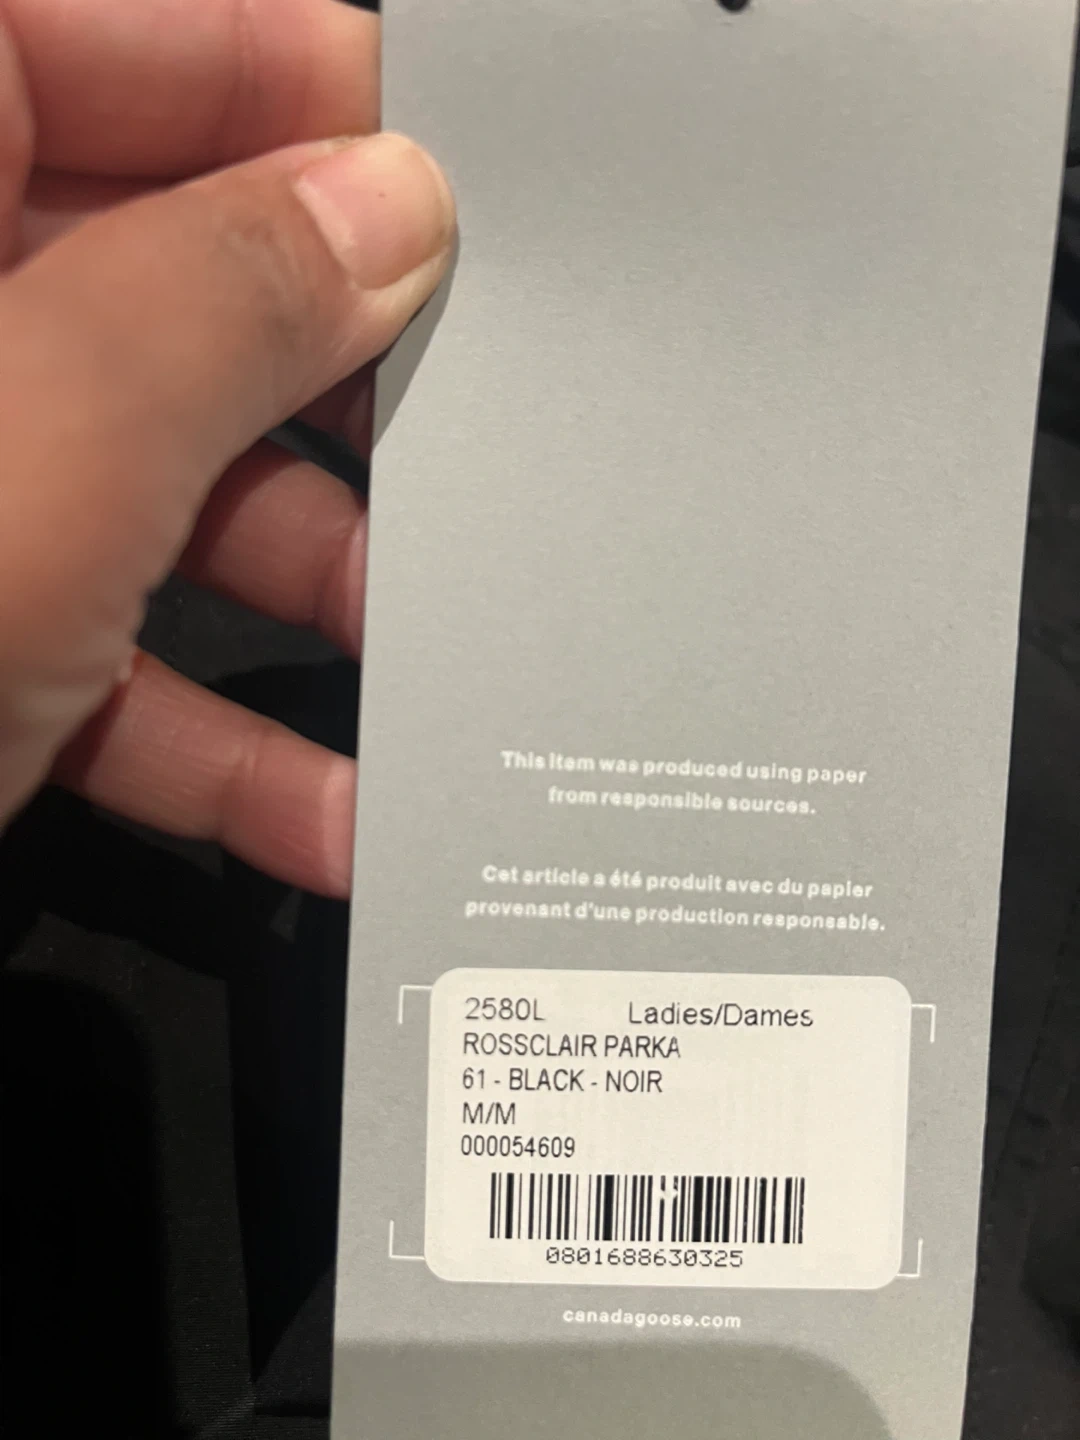 This item was produced using paper
from responsible sources.
Cet article a été produit avec du papier
provenant d'une production responsable.
2580L Ladies/Dames
ROSSCLAIR PARKA
61 - BLACK - NOIR
M/M
000054609
0801688630325
canadagoose.com